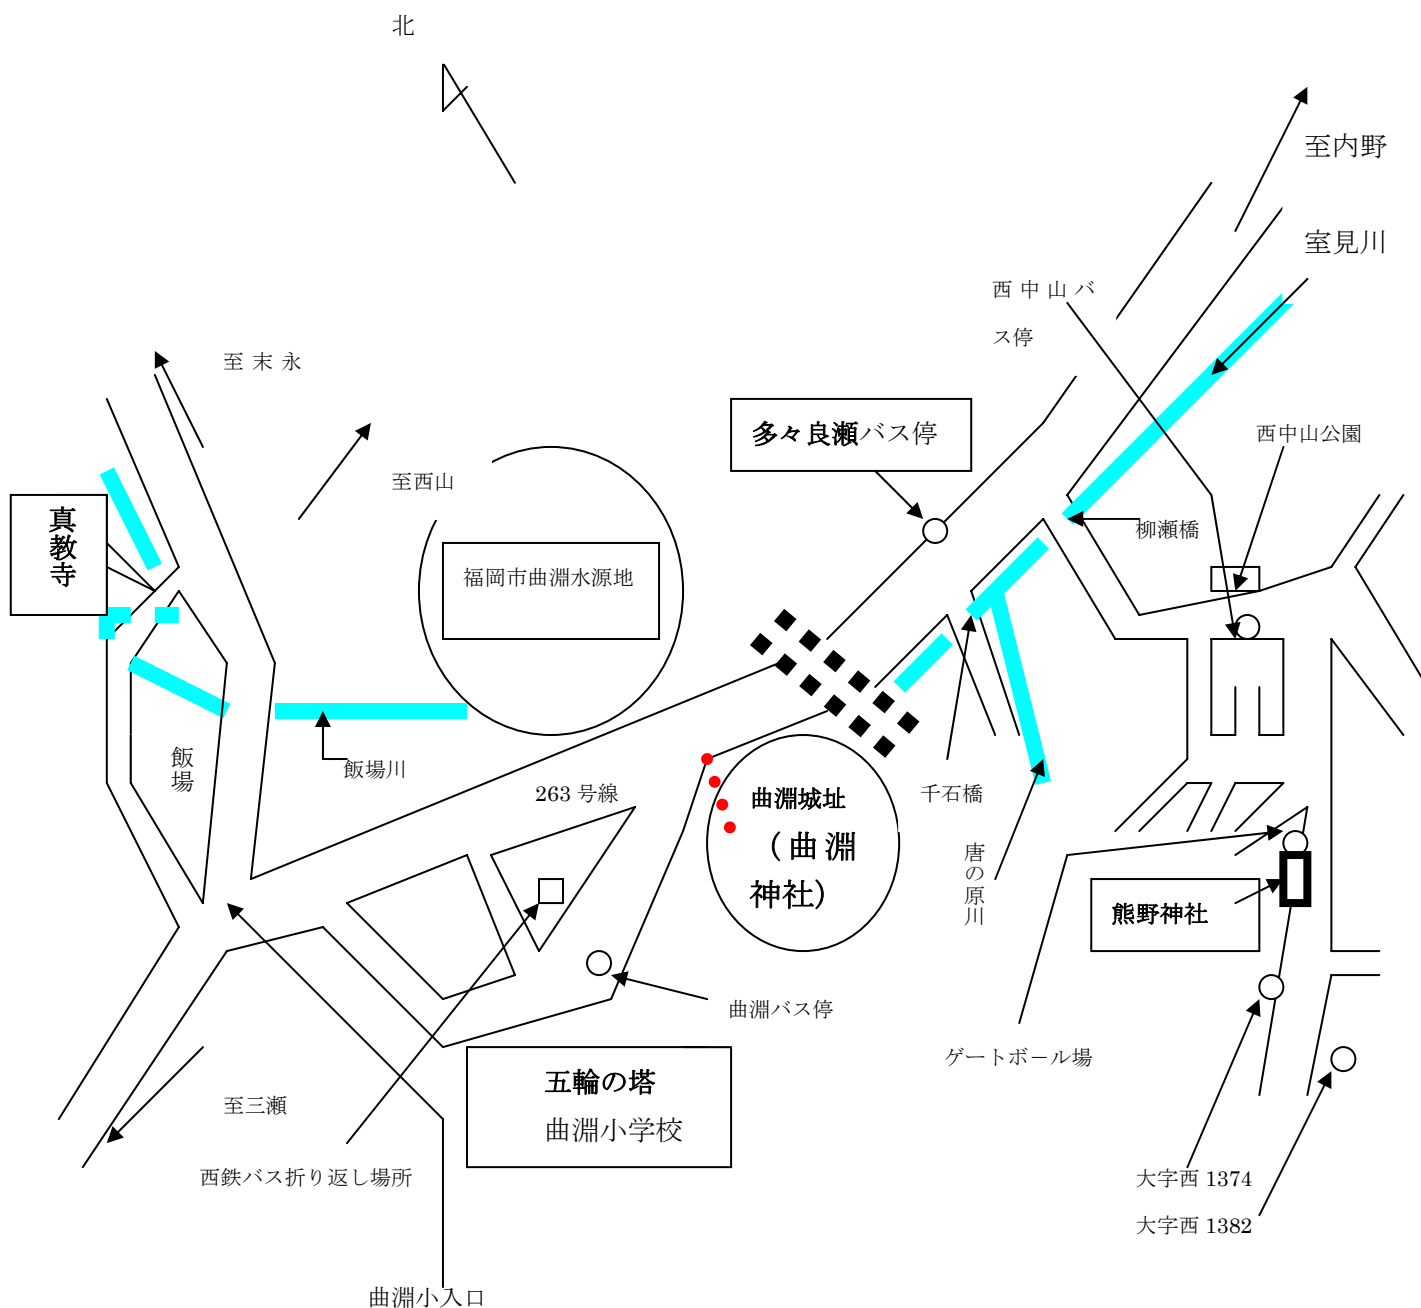 北
至内野
室見川
西中山バ
ス停
至末永
多々良瀬バス停
西中山公園
至西山
真教寺
柳瀬橋
福岡市曲淵水源地
飯場
飯場川
263 号線
曲淵城址
（曲淵
神社）
千石橋
唐の原川
熊野神社
曲淵バス停
ゲートボール場
五輪の塔
曲淵小学校
至三瀬
西鉄バス折り返し場所
大字西 1374
大字西 1382
曲淵小入口